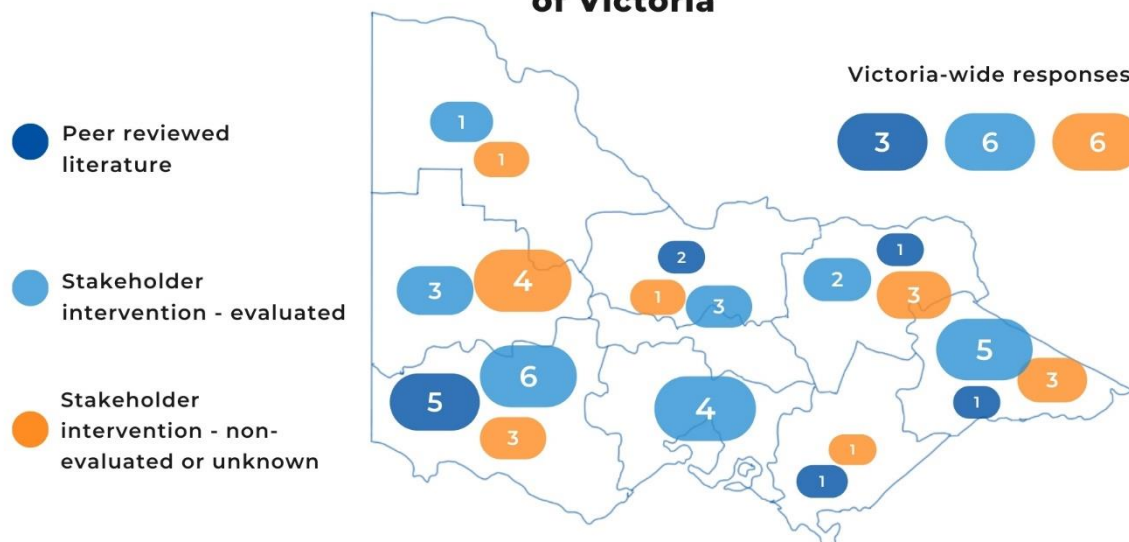 of Victoria
Victoria-wide responses
3 6 6
Peer reviewed
literature
Stakeholder
intervention - evaluated
Stakeholder
intervention - non-
evaluated or unknown
1
1
3
4
2
1
3
2
1
3
5
6
3
4
5
3
1
1
1